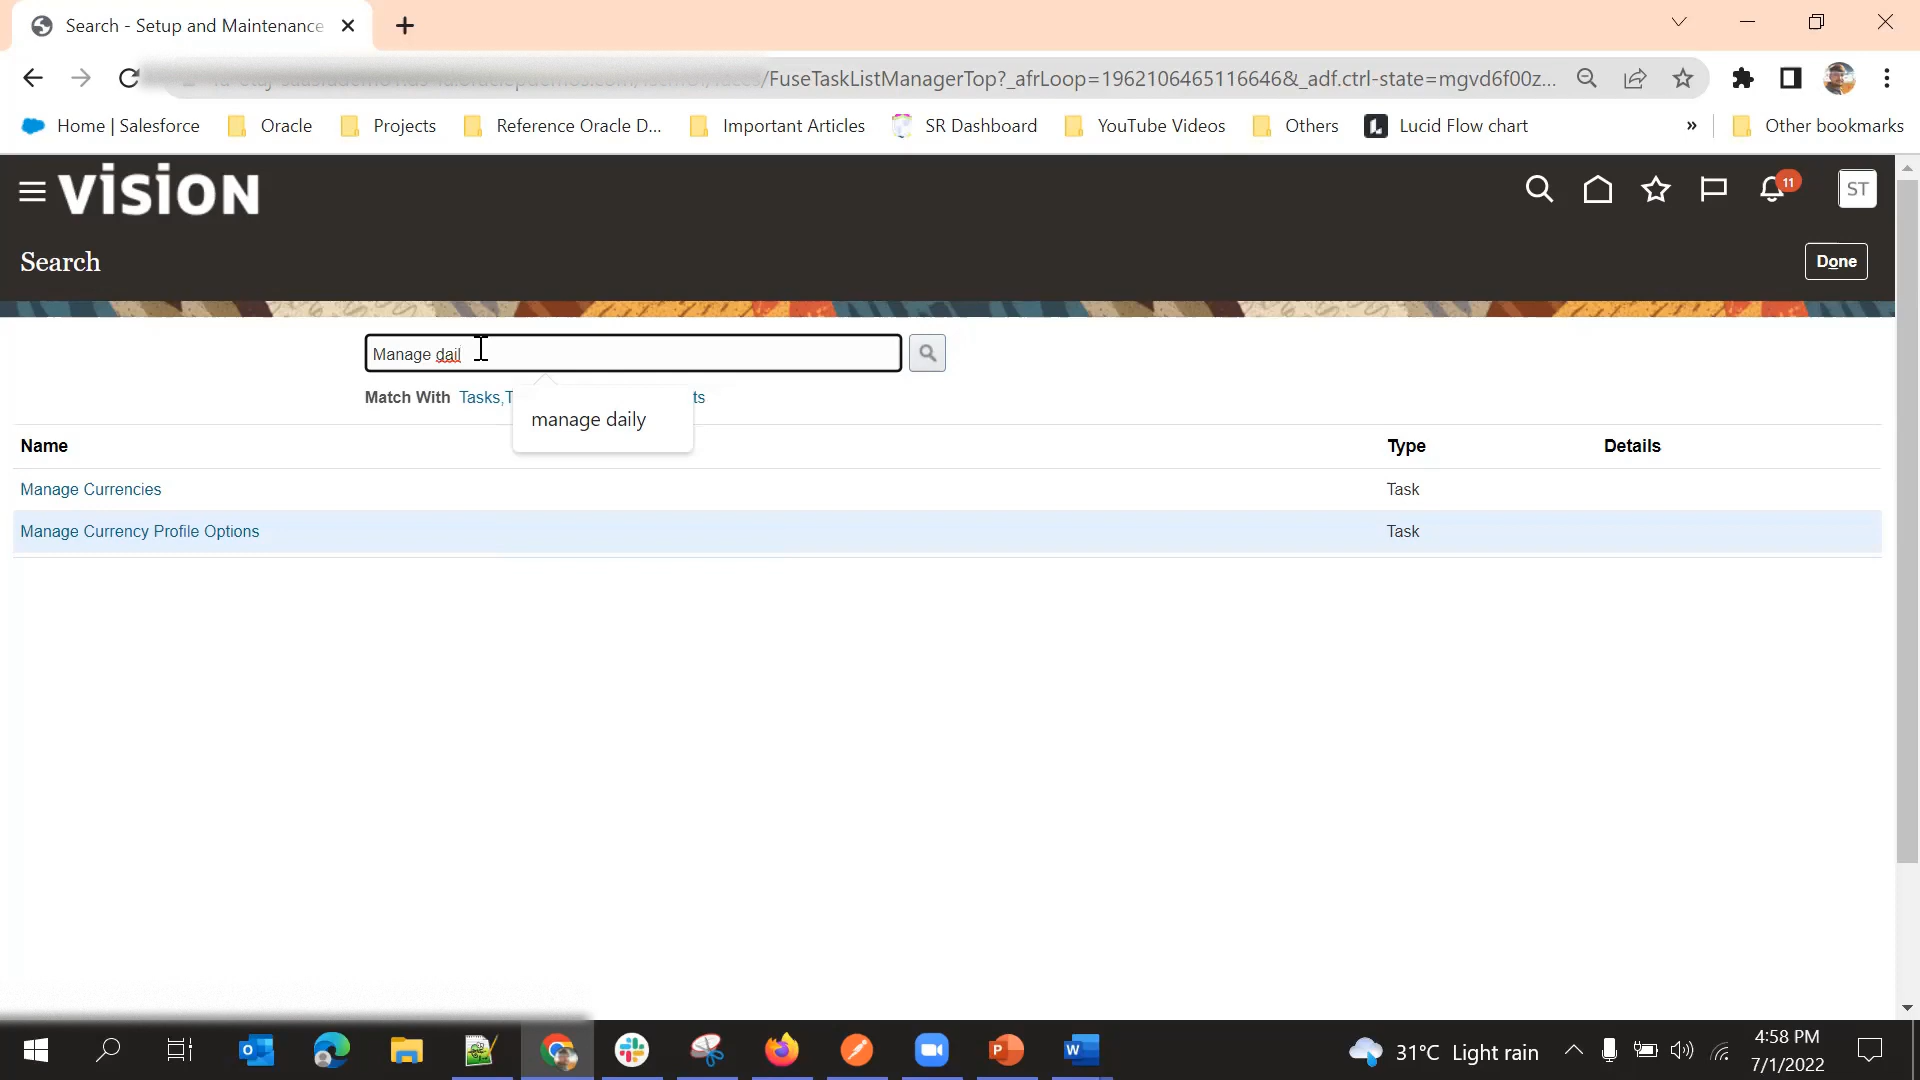 Search - Setup and Maintenance
/FuseTaskListManagerTop?_afrLoop=19621064651166468&_adf.ctrl-state=mgvd6f00z...
Home | Salesforce Oracle Projects Reference Oracle D... Important Articles SR Dashboard YouTube Videos Others Lucid Flow chart » Other bookmarks
VISION 11 ST
Search Done
Manage dail
Match With Tasks, ts
manage daily
Name Type Details
Manage Currencies Task
Manage Currency Profile Options Task
31°C Light rain 4:58 PM
7/1/2022